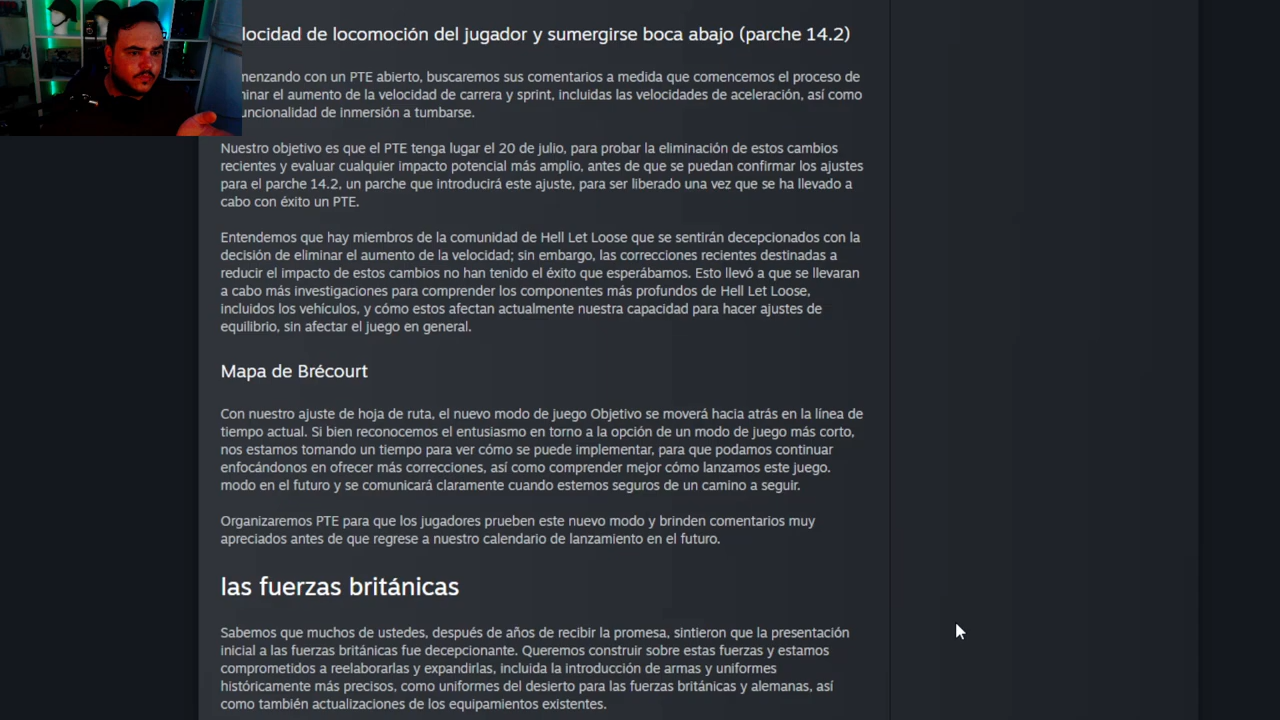 locidad de locomoción del jugador y sumergirse boca abajo (parche 14.2)
menzando con un PTE abierto, buscaremos sus comentarios a medida que comencemos el proceso de
minar el aumento de la velocidad de carrera y sprint, incluidas las velocidades de aceleración, así como
uncionalidad de inmersión a tumbarse.
Nuestro objetivo es que el PTE tenga lugar el 20 de julio, para probar la eliminación de estos cambios
recientes y evaluar cualquier impacto potencial más amplio, antes de que se puedan confirmar los ajustes
para el parche 14.2, un parche que introducirá este ajuste, para ser liberado una vez que se ha llevado a
cabo con éxito un PTE.
Entendemos que hay miembros de la comunidad de Hell Let Loose que se sentirán decepcionados con la
decisión de eliminar el aumento de la velocidad; sin embargo, las correcciones recientes destinadas a
reducir el impacto de estos cambios no han tenido el éxito que esperábamos. Esto llevó a que se llevaran
a cabo más investigaciones para comprender los componentes más profundos de Hell Let Loose,
incluidos los vehículos, y cómo estos afectan actualmente nuestra capacidad para hacer ajustes de
equilibrio, sin afectar el juego en general.
Mapa de Brécourt
Con nuestro ajuste de hoja de ruta, el nuevo modo de juego Objetivo se moverá hacia atrás en la línea de
tiempo actual. Si bien reconocemos el entusiasmo en torno a la opción de un modo de juego más corto,
nos estamos tomando un tiempo para ver cómo se puede implementar, para que podamos continuar
enfocándonos en ofrecer más correcciones, así como comprender mejor cómo lanzamos este juego.
modo en el futuro y se comunicará claramente cuando estemos seguros de un camino a seguir.
Organizaremos PTE para que los jugadores prueben este nuevo modo y brinden comentarios muy
apreciados antes de que regrese a nuestro calendario de lanzamiento en el futuro.
las fuerzas británicas
Sabemos que muchos de ustedes, después de años de recibir la promesa, sintieron que la presentación
inicial a las fuerzas británicas fue decepcionante. Queremos construir sobre estas fuerzas y estamos
comprometidos a reelaborarlas y expandirlas, incluida la introducción de armas y uniformes
históricamente más precisos, como uniformes del desierto para las fuerzas británicas y alemanas, así
como también actualizaciones de los equipamientos existentes.